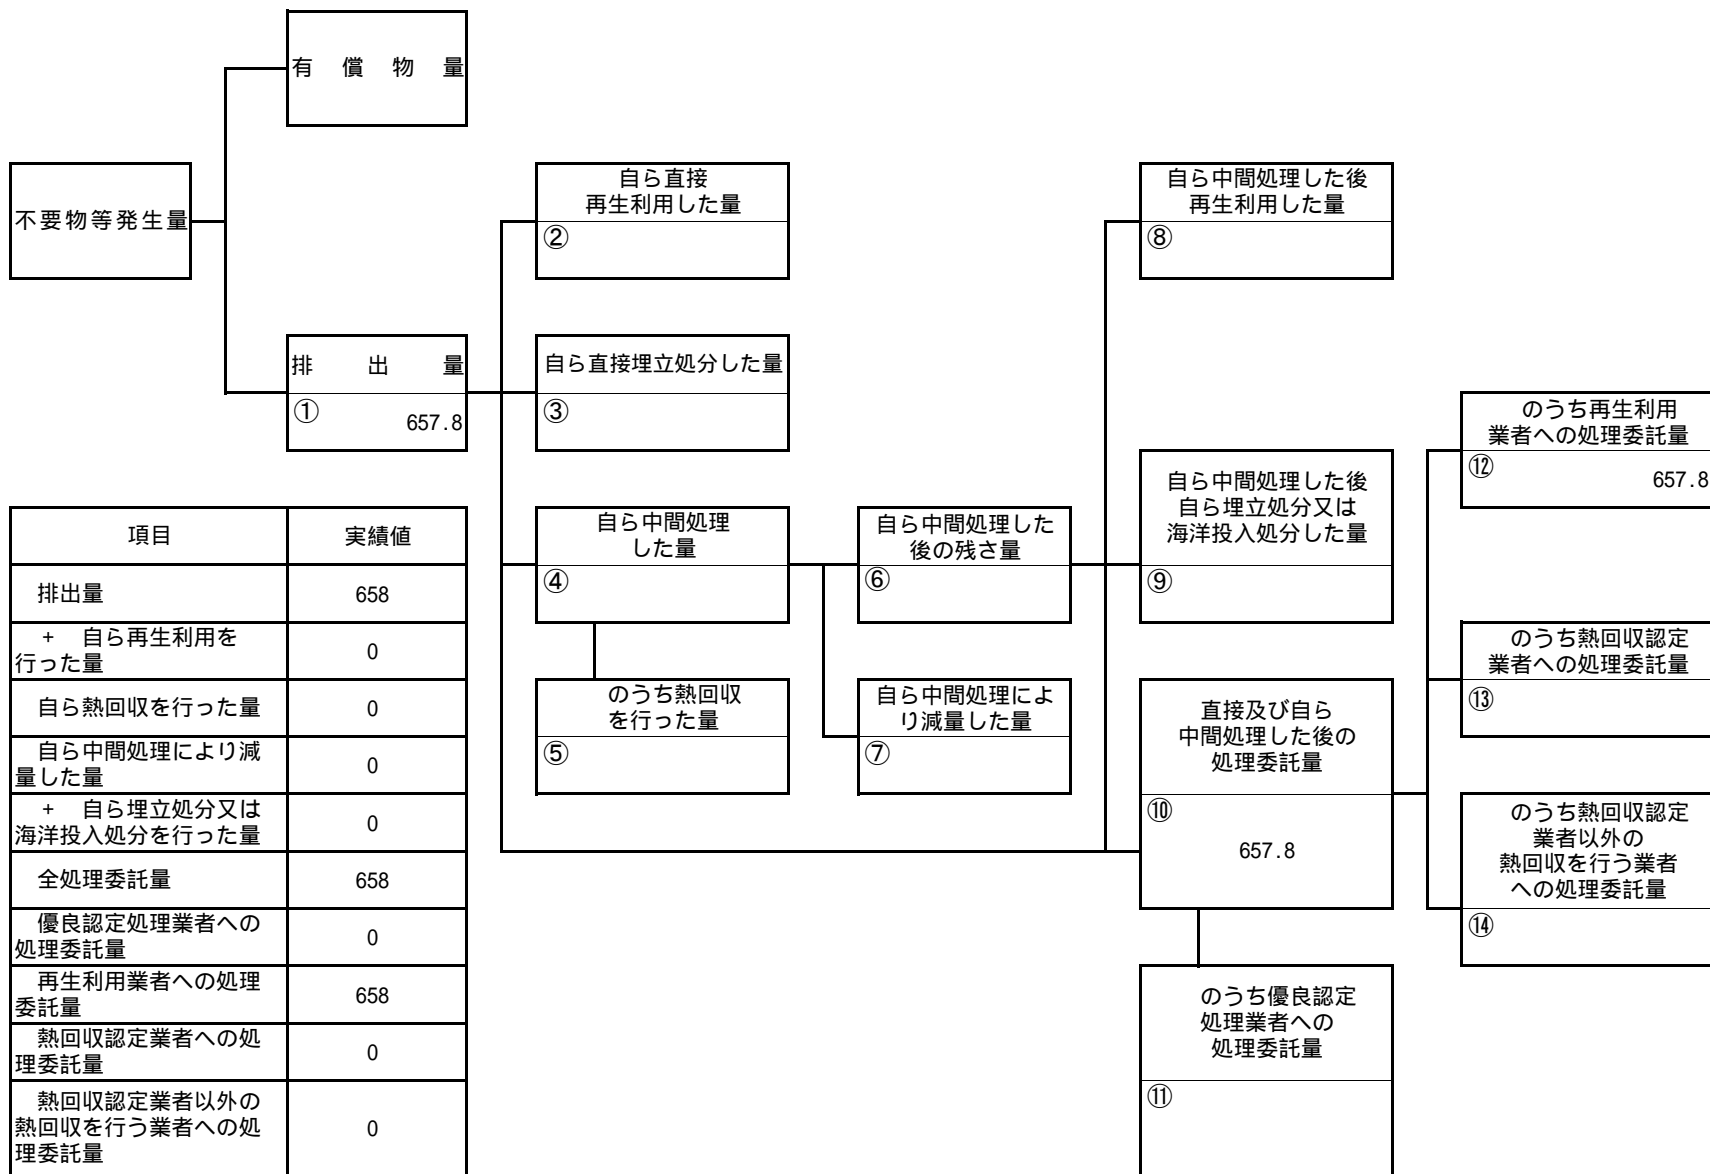 有償物量
不要物等発生量
排出量
① 657.8
自ら直接
再生利用した量
②
自ら直接埋立処分した量
③
自ら中間処理
した量
④
のうち熱回収
を行った量
⑤
自ら中間処理した
後の残さ量
⑥
自ら中間処理によ
り減量した量
⑦
自ら中間処理した後
再生利用した量
⑧
自ら中間処理した後
自ら埋立処分又は
海洋投入処分した量
⑨
直接及び自ら
中間処理した後の
処理委託量
⑩
657.8
のうち優良認定
処理業者への
処理委託量
⑪
のうち再生利用
業者への処理委託量
⑫ 657.8
のうち熱回収認定
業者への処理委託量
⑬
のうち熱回収認定
業者以外の
熱回収を行う業者
への処理委託量
⑭
項目 実績値
排出量 658
+ 自ら再生利用を
行った量 0
自ら熱回収を行った量 0
自ら中間処理により減
量した量 0
+ 自ら埋立処分又は
海洋投入処分を行った量 0
全処理委託量 658
優良認定処理業者への
処理委託量 0
再生利用業者への処理
委託量 658
熱回収認定業者への処
理委託量 0
熱回収認定業者以外の
熱回収を行う業者への処
理委託量 0